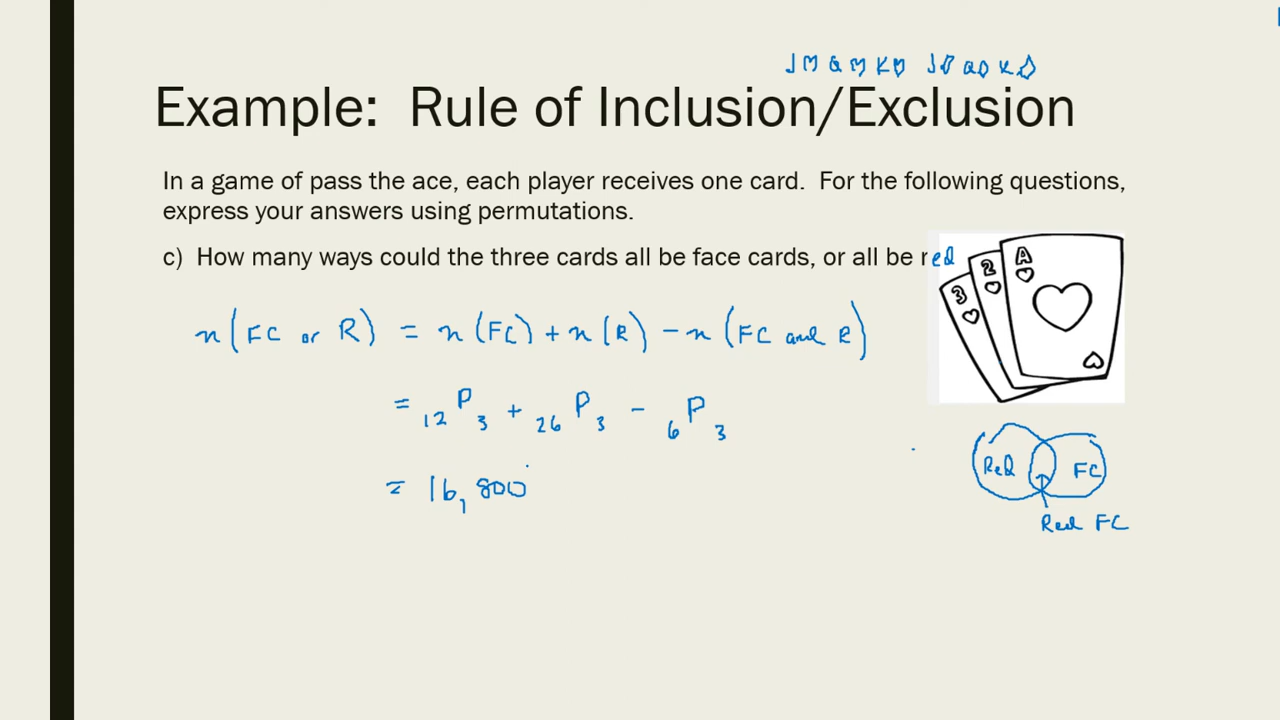 J♡ Q♡ K♡ J♢ Q♢ K♢
Example: Rule of Inclusion/Exclusion
In a game of pass the ace, each player receives one card. For the following questions,
express your answers using permutations.
c) How many ways could the three cards all be face cards, or all be red
3 2 A
n(FC or R) = n(FC) + n(R) - n(FC and R)
= ₁₂P₃ + ₂₆P₃ - ₆P₃
= 16,800
Red FC
Red FC